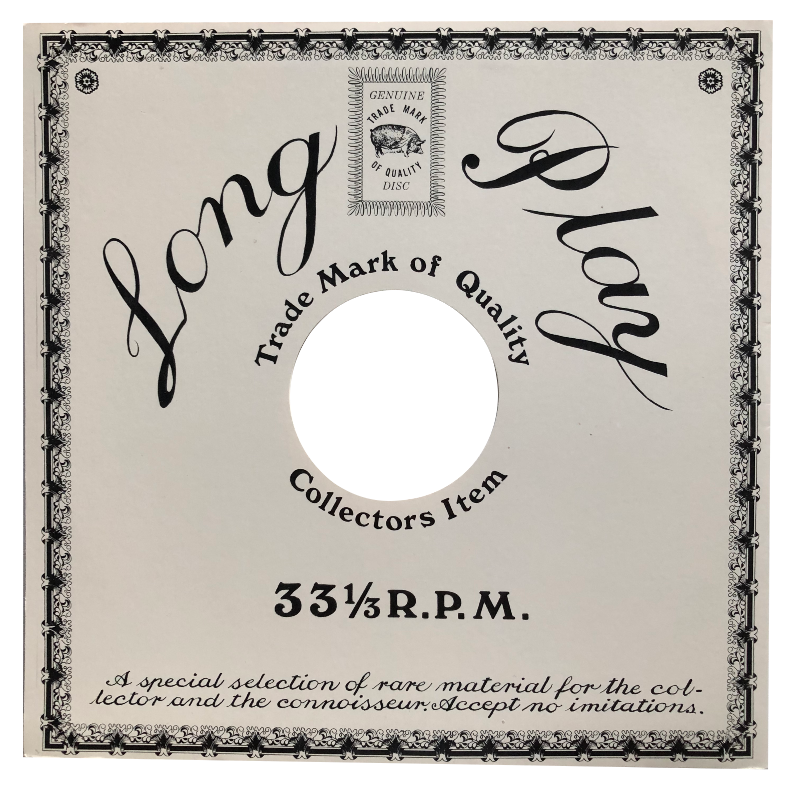 GENUINE
TRADE MARK
OF QUALITY
DISC
Long Play
Trade Mark of Quality
Collectors Item
33⅓ R.P.M.
A special selection of rare material for the col-
lector and the connoisseur. Accept no imitations.